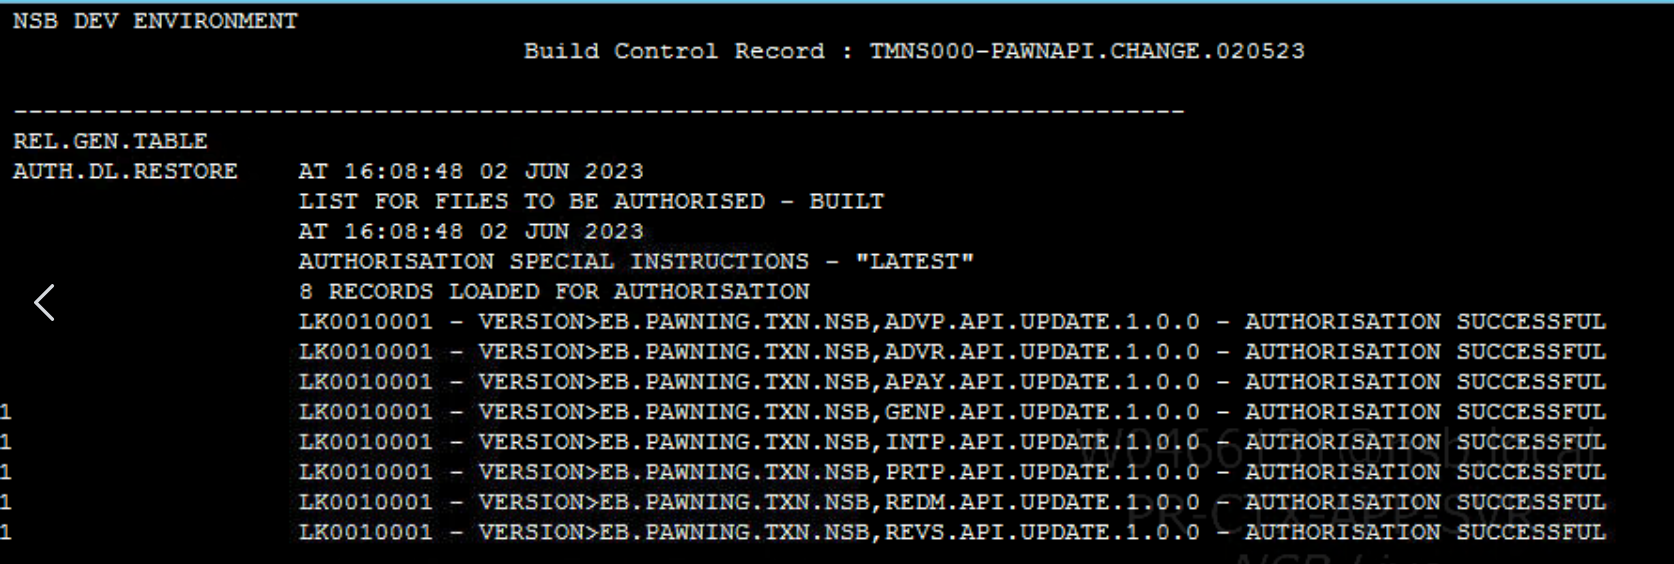 NSB DEV ENVIRONMENT
Build Control Record : TMNS000-PAWNAPI.CHANGE.020523
------------------------------------------------------------------------------
REL.GEN.TABLE
AUTH.DL.RESTORE    AT 16:08:48 02 JUN 2023
LIST FOR FILES TO BE AUTHORISED - BUILT
AT 16:08:48 02 JUN 2023
AUTHORISATION SPECIAL INSTRUCTIONS - "LATEST"
8 RECORDS LOADED FOR AUTHORISATION
LK0010001 - VERSION>EB.PAWNING.TXN.NSB,ADVP.API.UPDATE.1.0.0 - AUTHORISATION SUCCESSFUL
LK0010001 - VERSION>EB.PAWNING.TXN.NSB,ADVR.API.UPDATE.1.0.0 - AUTHORISATION SUCCESSFUL
LK0010001 - VERSION>EB.PAWNING.TXN.NSB,APAY.API.UPDATE.1.0.0 - AUTHORISATION SUCCESSFUL
1 LK0010001 - VERSION>EB.PAWNING.TXN.NSB,GENP.API.UPDATE.1.0.0 - AUTHORISATION SUCCESSFUL
1 LK0010001 - VERSION>EB.PAWNING.TXN.NSB,INTP.API.UPDATE.1.0.0 - AUTHORISATION SUCCESSFUL
1 LK0010001 - VERSION>EB.PAWNING.TXN.NSB,PRTP.API.UPDATE.1.0.0 - AUTHORISATION SUCCESSFUL
1 LK0010001 - VERSION>EB.PAWNING.TXN.NSB,REDM.API.UPDATE.1.0.0 - AUTHORISATION SUCCESSFUL
1 LK0010001 - VERSION>EB.PAWNING.TXN.NSB,REVS.API.UPDATE.1.0.0 - AUTHORISATION SUCCESSFUL